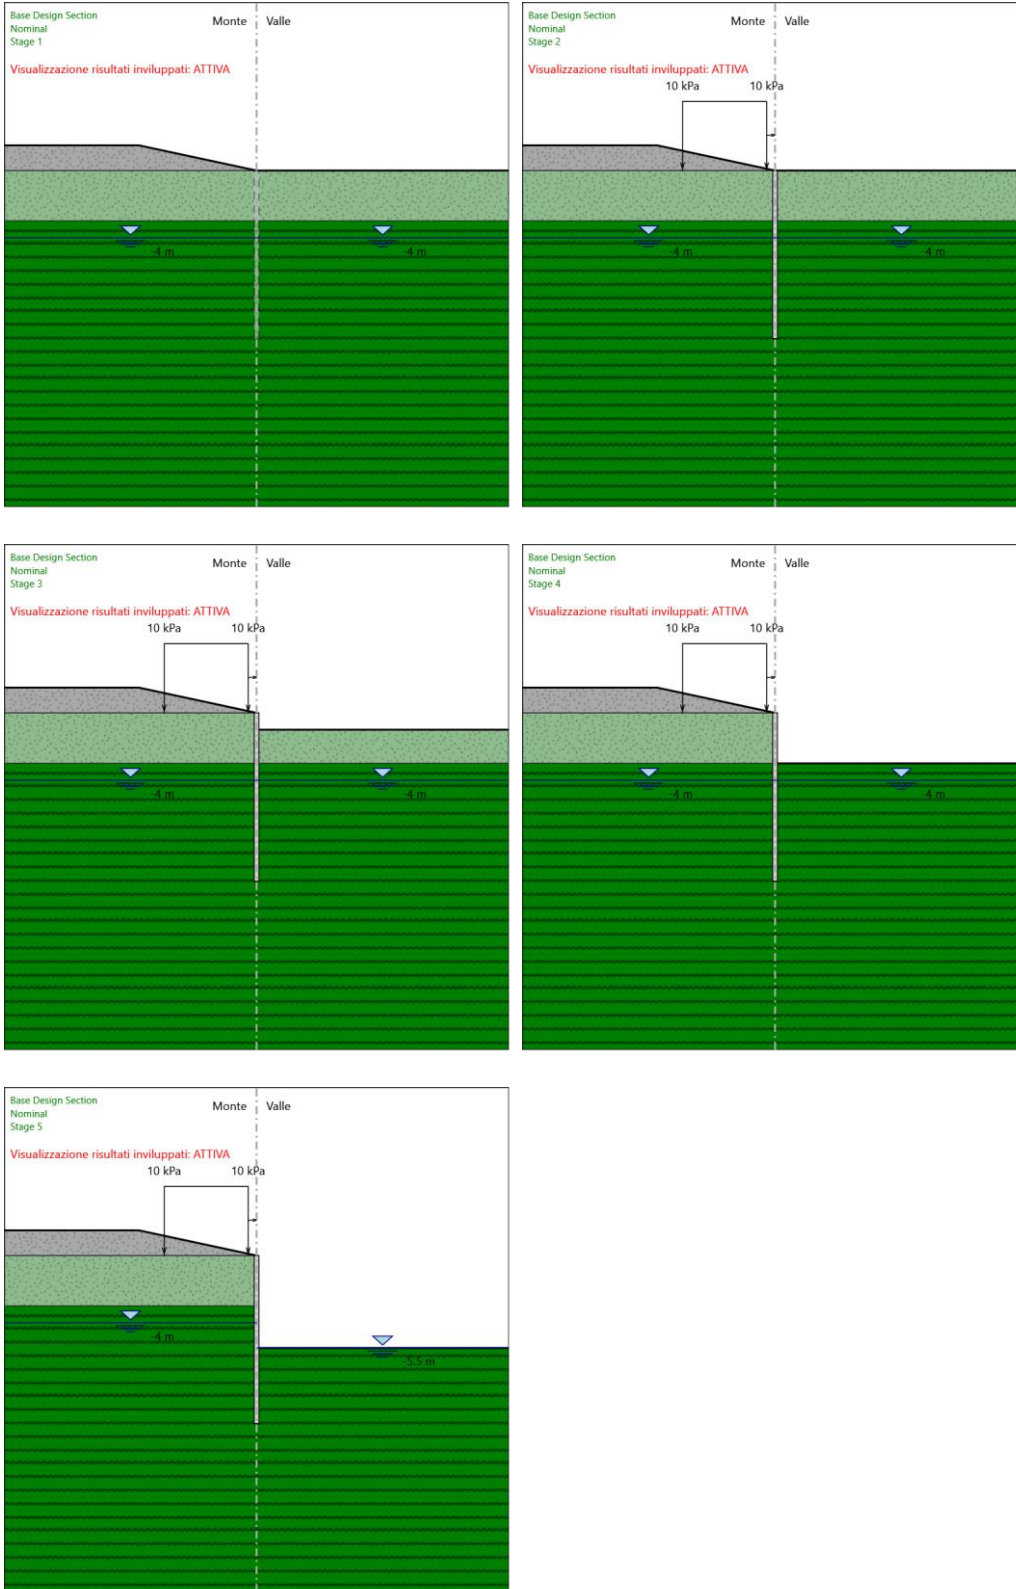 Base Design Section
Nominal
Stage 1
Monte Valle
Visualizzazione risultati inviluppati: ATTIVA
-4 m -4 m
Base Design Section
Nominal
Stage 2
Monte Valle
Visualizzazione risultati inviluppati: ATTIVA
10 kPa 10 kPa
-4 m -4 m
Base Design Section
Nominal
Stage 3
Monte Valle
Visualizzazione risultati inviluppati: ATTIVA
10 kPa 10 kPa
-4 m -4 m
Base Design Section
Nominal
Stage 4
Monte Valle
Visualizzazione risultati inviluppati: ATTIVA
10 kPa 10 kPa
-4 m -4 m
Base Design Section
Nominal
Stage 5
Monte Valle
Visualizzazione risultati inviluppati: ATTIVA
10 kPa 10 kPa
-4 m
-5.5 m